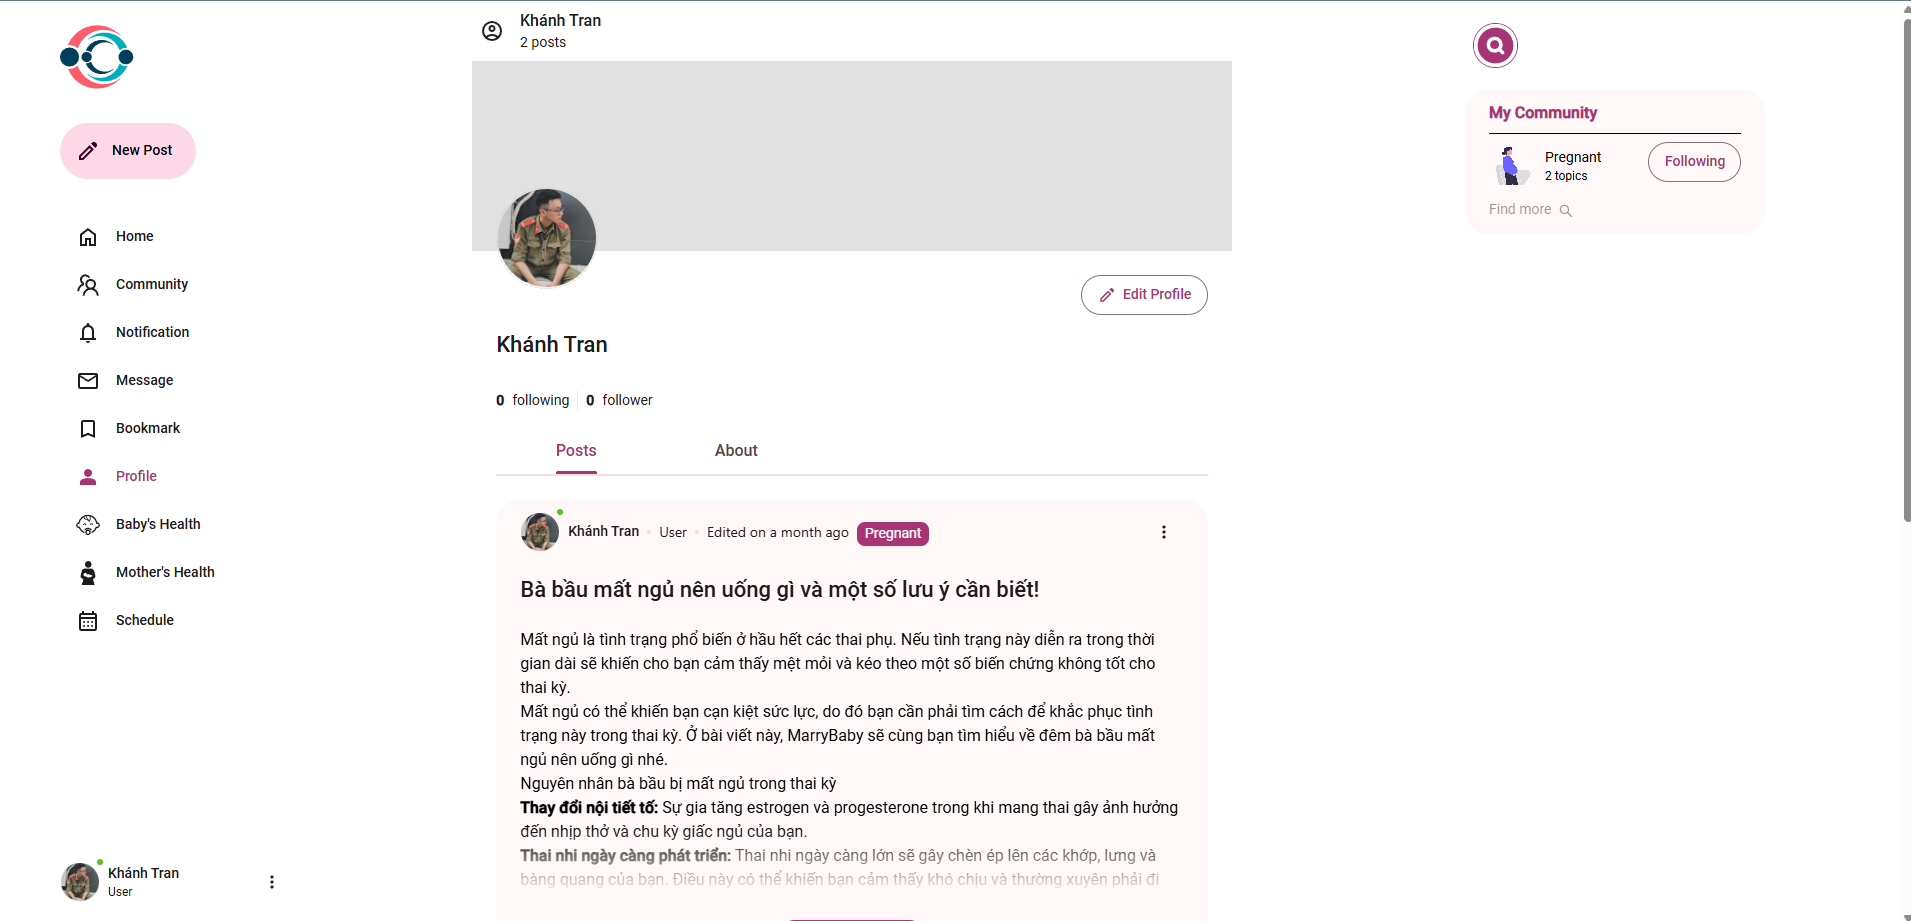 Khánh Tran
2 posts
New Post
Home
Community
Notification
Message
Bookmark
Profile
Baby's Health
Mother's Health
Schedule
Khánh Tran
User
Edit Profile
Khánh Tran
0 following 0 follower
Posts About
Khánh Tran User Edited on a month ago Pregnant
Bà bầu mất ngủ nên uống gì và một số lưu ý cần biết!
Mất ngủ là tình trạng phổ biến ở hầu hết các thai phụ. Nếu tình trạng này diễn ra trong thời
gian dài sẽ khiến cho bạn cảm thấy mệt mỏi và kéo theo một số biến chứng không tốt cho
thai kỳ.
Mất ngủ có thể khiến bạn cạn kiệt sức lực, do đó bạn cần phải tìm cách để khắc phục tình
trạng này trong thai kỳ. Ở bài viết này, MarryBaby sẽ cùng bạn tìm hiểu về đêm bà bầu mất
ngủ nên uống gì nhé.
Nguyên nhân bà bầu bị mất ngủ trong thai kỳ
Thay đổi nội tiết tố: Sự gia tăng estrogen và progesterone trong khi mang thai gây ảnh hưởng
đến nhịp thở và chu kỳ giấc ngủ của bạn.
Thai nhi ngày càng phát triển: Thai nhi ngày càng lớn sẽ gây chèn ép lên các khớp, lưng và
bàng quang của bạn. Điều này có thể khiến bạn cảm thấy khó chịu và thường xuyên phải đi
My Community
Pregnant
2 topics
Following
Find more